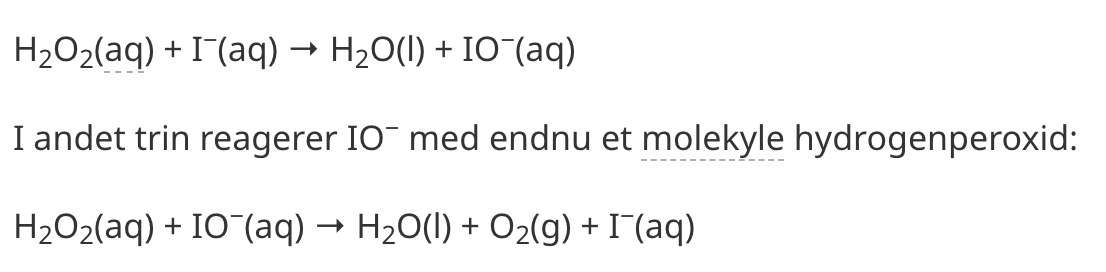 H₂O₂(aq) + I⁻(aq) → H₂O(l) + IO⁻(aq)
I andet trin reagerer IO⁻ med endnu et molekyle hydrogenperoxid:
H₂O₂(aq) + IO⁻(aq) → H₂O(l) + O₂(g) + I⁻(aq)